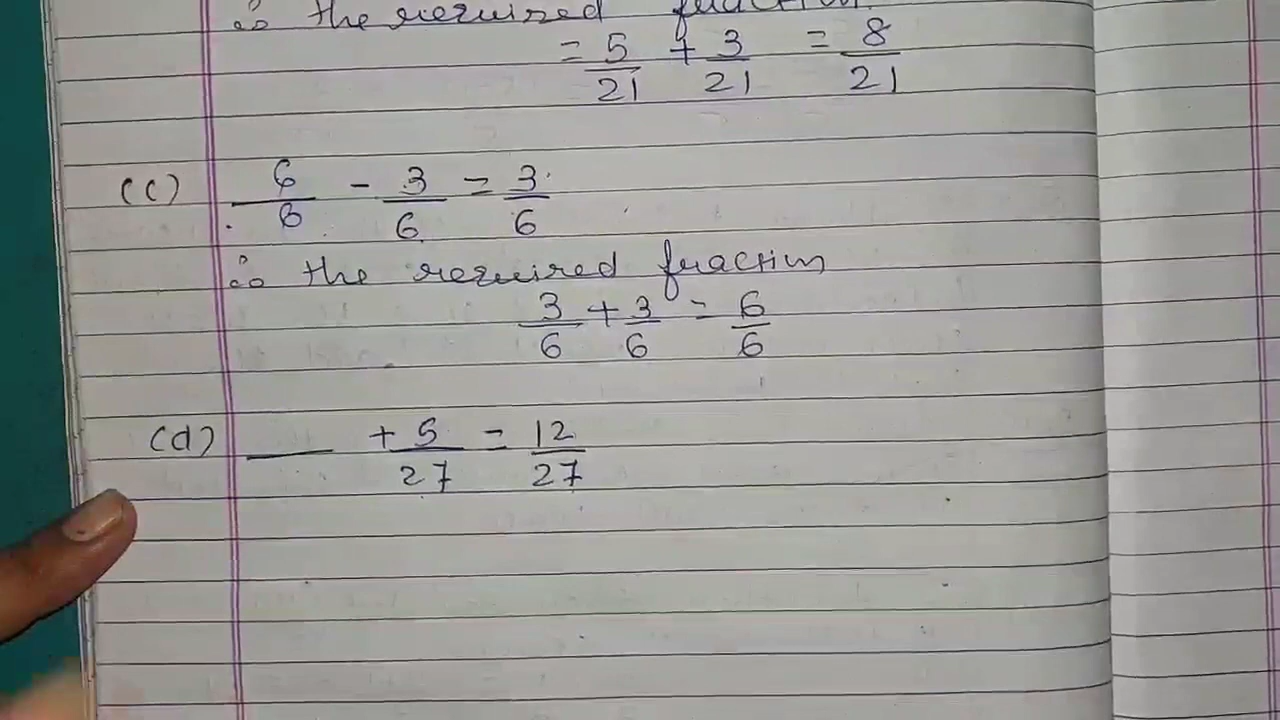 ∴ the required fraction
= 5/21 + 3/21 = 8/21
(c) 6/6 - 3/6 = 3/6
∴ the required fraction
3/6 + 3/6 = 6/6
(d) ___ + 5/27 = 12/27